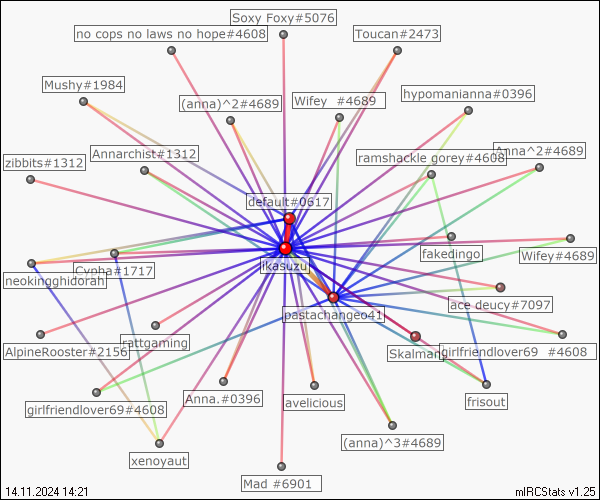 Soxy Foxy#5076
no cops no laws no hope#4608
Toucan#2473
Mushy#1984
hypomanianna#0396
(anna)^2#4689
Wifey  #4689
Annarchist#1312
ramshackle gorey#4608
Anna^2#4689
zibbits#1312
default#0617
fakedingo
Wifey#4689
jikasuzu
Cypha#1717
neokingghidorah
ace deucy#7097
pastachangeo41
rattgaming
AlpineRooster#2156
Skalman
girlfriendlover69  #4608
Anna.#0396
lavelicious
frisout
girlfriendlover69#4608
(anna)^3#4689
xenoyaut
Mad #6901
14.11.2024 14:21
mIRCStats v1.25